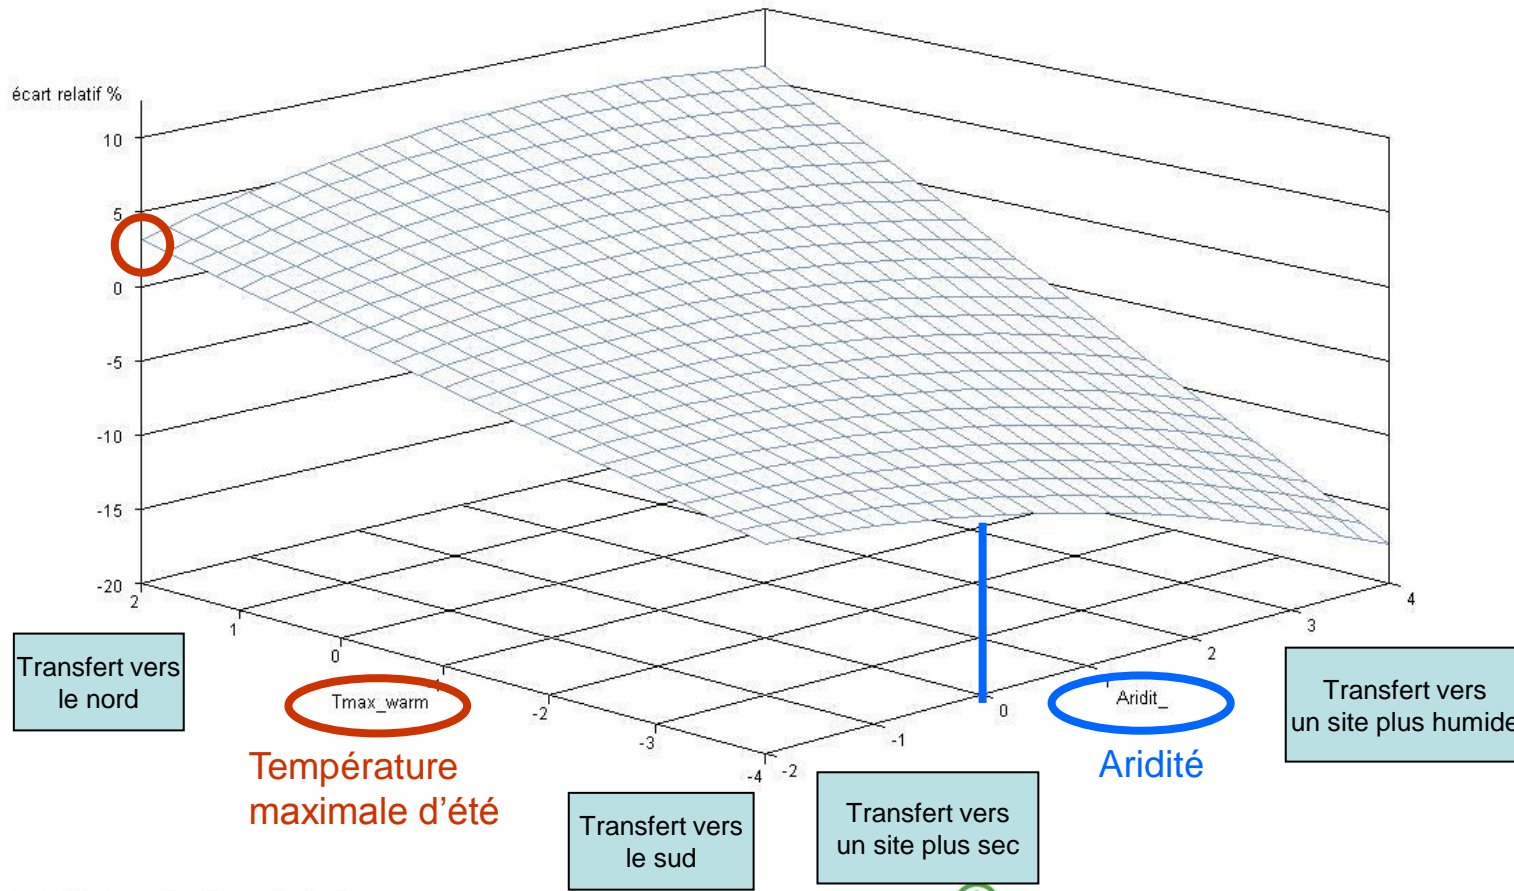 écart relatif %
10
5
0
-5
-10
-15
-20
2
1
0
-2
-3
-4
-2
-1
0
2
3
4
Tmax_warm
Aridit_
Transfert vers
le nord
Température
maximale d’été
Transfert vers
le sud
Transfert vers
un site plus sec
Aridité
Transfert vers
un site plus humide